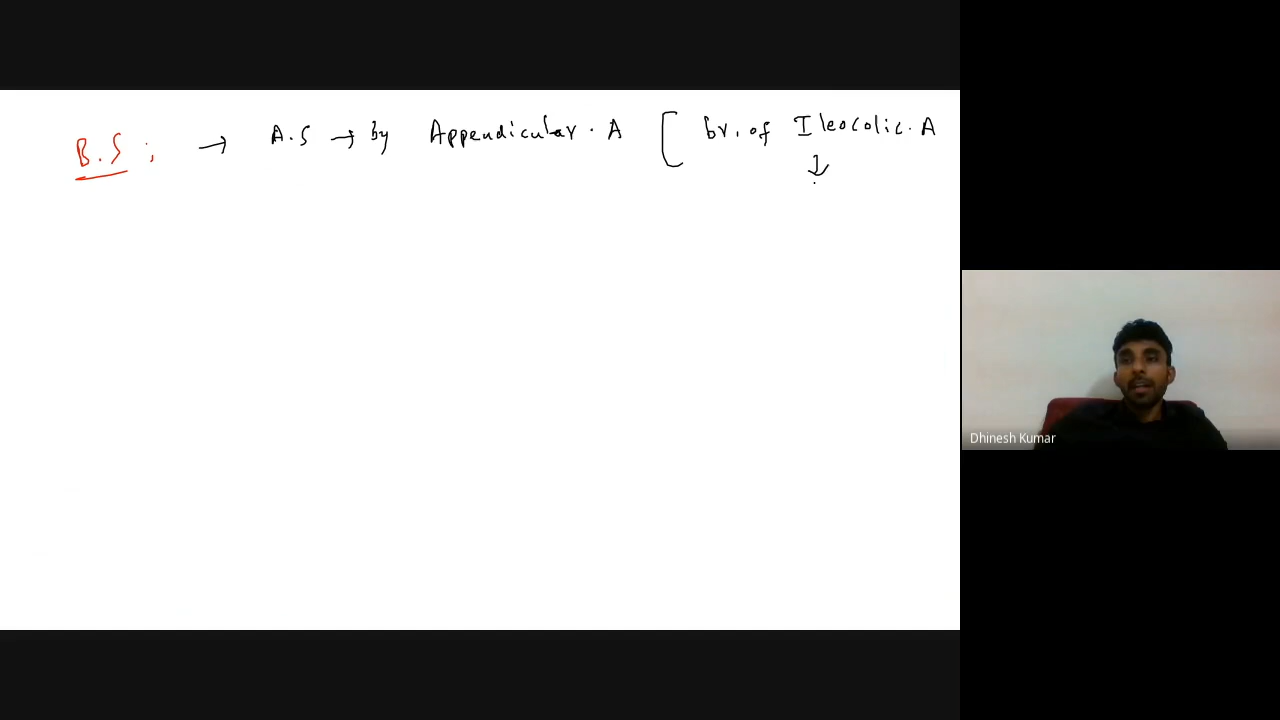 B.S : → A.S → by Appendicular . A [ br. of Ileocolic. A
↓
Dhinesh Kumar